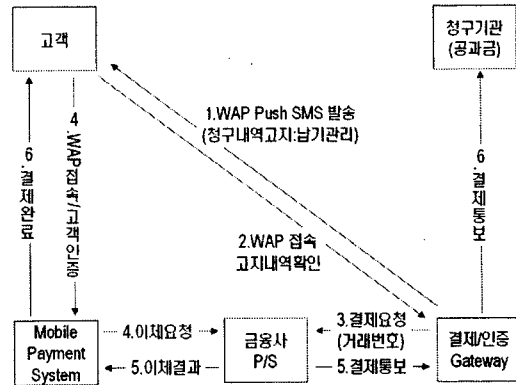 고객
청구기관
(공과금)
1.WAP Push SMS 발송
(청구내역고지:납기관리)
4.WAP접속/고객인증
6.결제완료
6.결제통보
2.WAP 접속
고지내역확인
Mobile
Payment
System
4.이체요청
5.이체결과
금융사
P/S
3.결제요청
(거래번호)
5.결제통보
결제/인증
Gateway